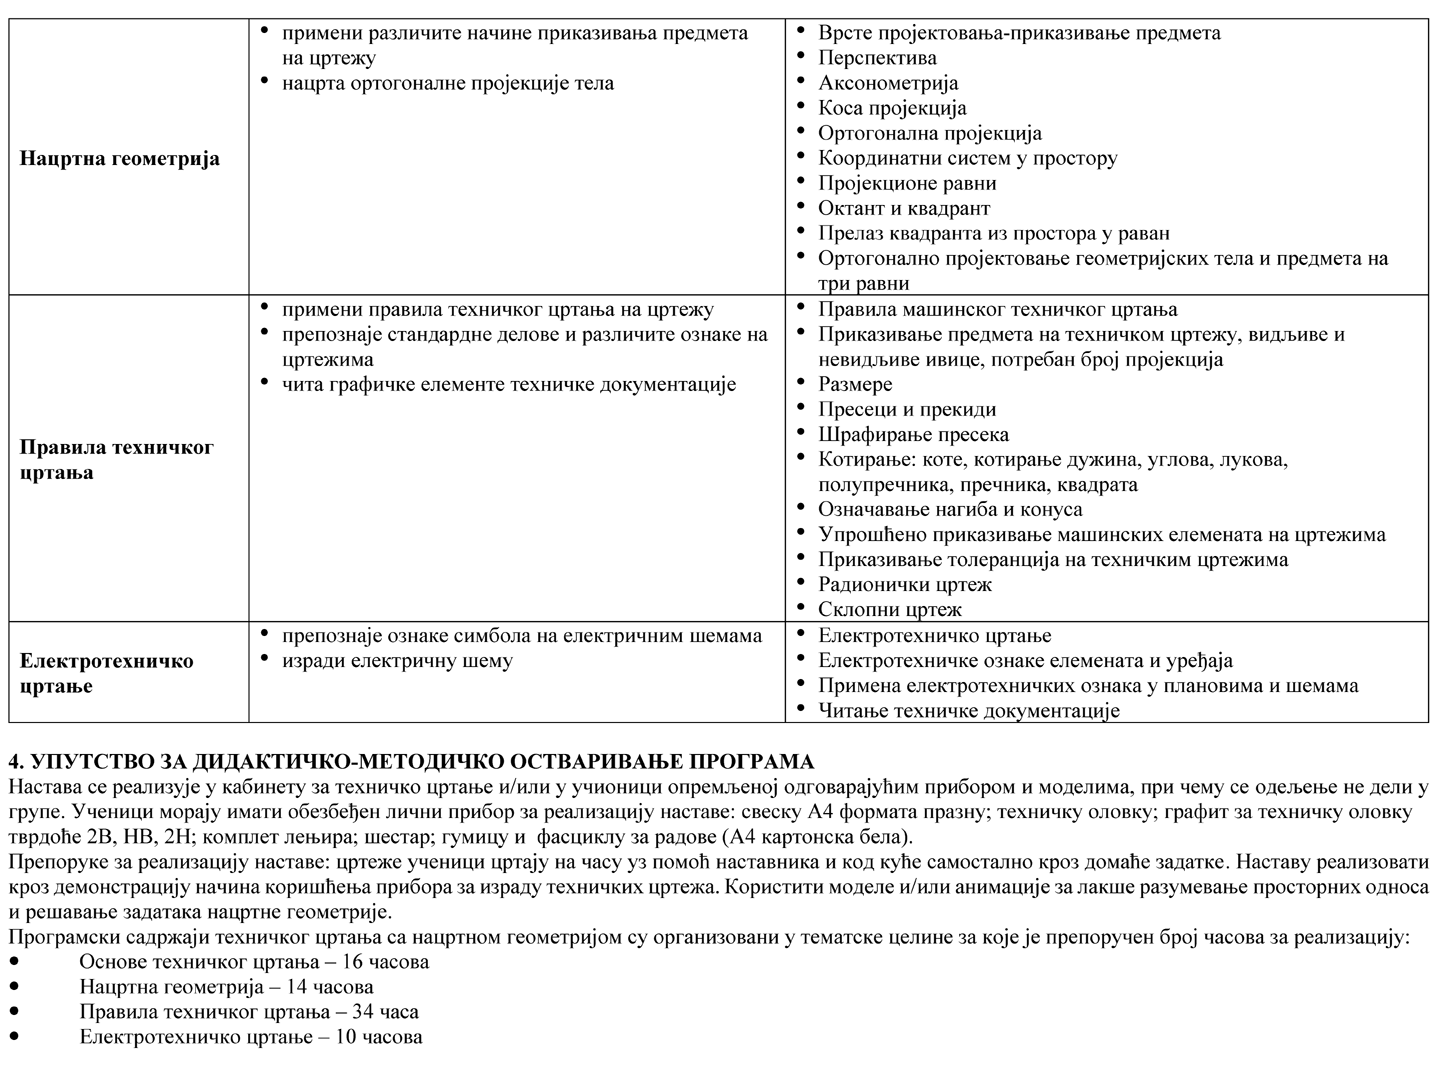 Нацртна геометрија
• примени различите начине приказивања предмета
на цртежу
• нацрта ортогоналне пројекције тела
• Врсте пројектовања-приказивање предмета
• Перспектива
• Аксонометрија
• Коса пројекција
• Ортогонална пројекција
• Координатни систем у простору
• Пројекционе равни
• Октант и квадрант
• Прелаз квадранта из простора у раван
• Ортогонално пројектовање геометријских тела и предмета на
три равни
Правила техничког
цртања
• примени правила техничког цртања на цртежу
• препознаје стандардне делове и различите ознаке на
цртежима
• чита графичке елементе техничке документације
• Правила машинског техничког цртања
• Приказивање предмета на техничком цртежу, видљиве и
невидљиве ивице, потребан број пројекција
• Размере
• Пресеци и прекиди
• Шрафирање пресека
• Котирање: коте, котирање дужина, углова, лукова,
полупречника, пречника, квадрата
• Означавање нагиба и конуса
• Упрошћено приказивање машинских елемената на цртежима
• Приказивање толеранција на техничким цртежима
• Радионички цртеж
• Склопни цртеж
Електротехничко
цртање
• препознаје ознаке симбола на електричним шемама
• изради електричну шему
• Електротехничко цртање
• Електротехничке ознаке елемената и уређаја
• Примена електротехничких ознака у плановима и шемама
• Читање техничке документације
4. УПУТСТВО ЗА ДИДАКТИЧКО-МЕТОДИЧКО ОСТВАРИВАЊЕ ПРОГРАМА
Настава се реализује у кабинету за техничко цртање и/или у учионици опремљеној одговарајућим прибором и моделима, при чему се одељење не дели у
групе. Ученици морају имати обезбеђен лични прибор за реализацију наставе: свеску А4 формата празну; техничку оловку; графит за техничку оловку
тврдоће 2B, HB, 2H; комплет лењира; шестар; гумицу и  фасциклу за радове (А4 картонска бела).
Препоруке за реализацију наставе: цртеже ученици цртају на часу уз помоћ наставника и код куће самостално кроз домаће задатке. Наставу реализовати
кроз демонстрацију начина коришћења прибора за израду техничких цртежа. Користити моделе и/или анимације за лакше разумевање просторних односа
и решавање задатака нацртне геометрије.
Програмски садржаји техничког цртања са нацртном геометријом су организовани у тематске целине за које је препоручен број часова за реализацију:
• Основе техничког цртања – 16 часова
• Нацртна геометрија – 14 часова
• Правила техничког цртања – 34 часа
• Електротехничко цртање – 10 часова